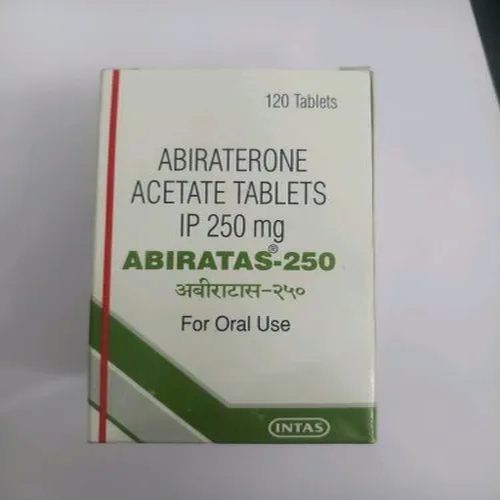 120 Tablets
ABIRATERONE
ACETATE TABLETS
IP 250 mg
ABIRATAS®-250
अबीराटास-२५०
For Oral Use
INTAS